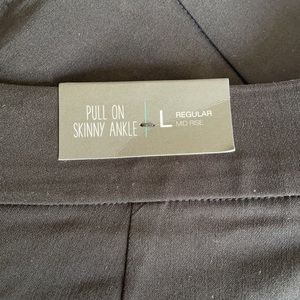 PULL ON
SKINNY ANKLE
L
REGULAR
MID RISE